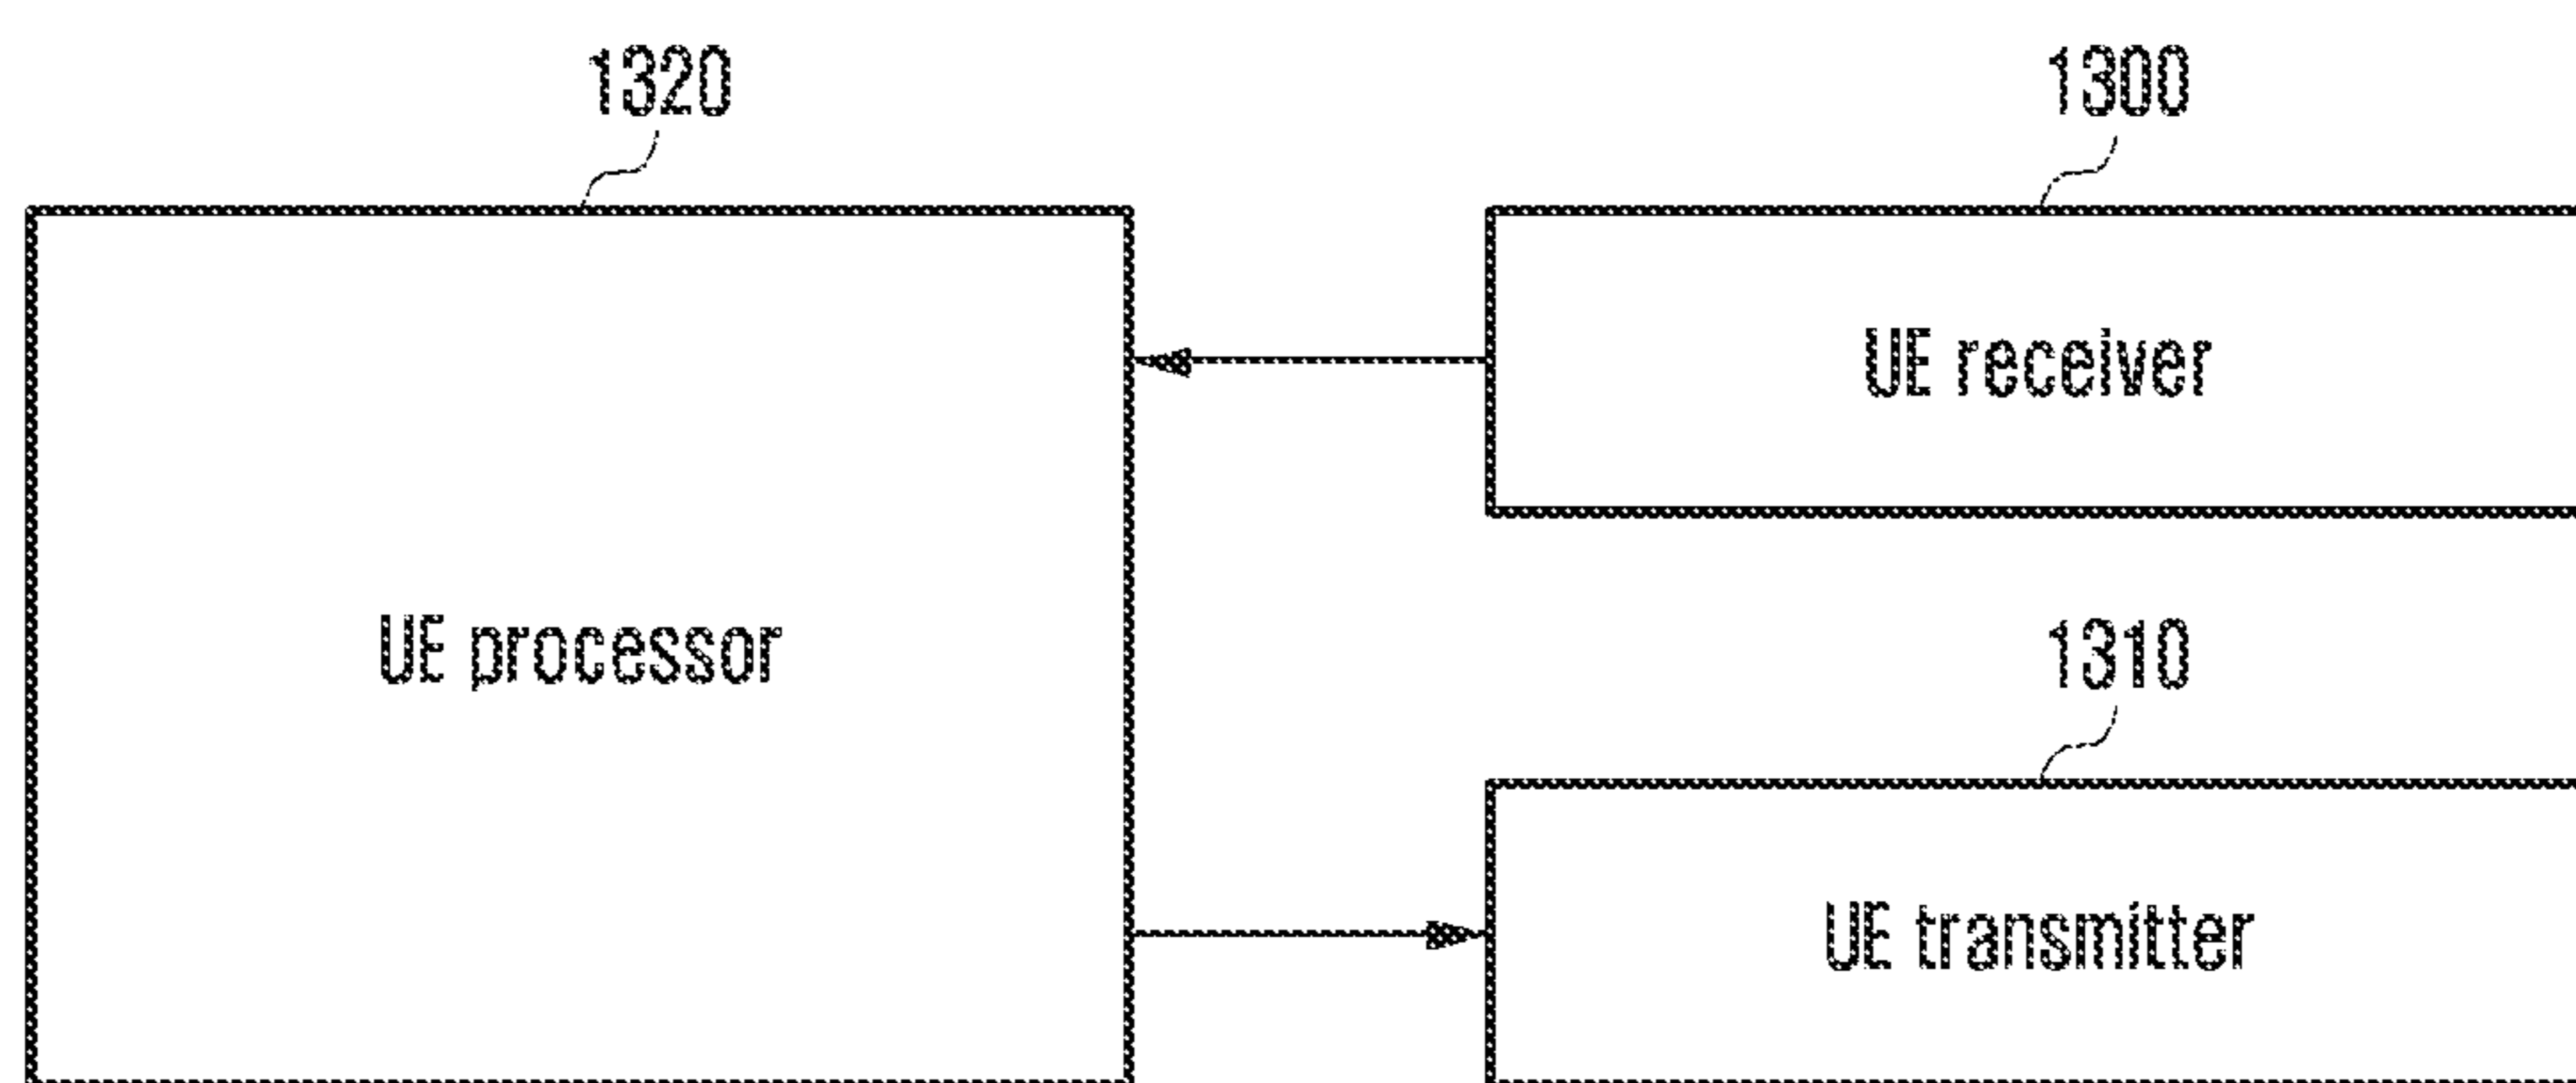 1320
1300
UE receiver
UE processor
1310
UE transmitter